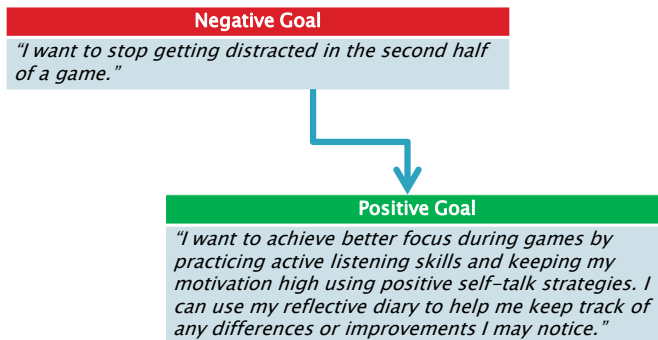 Negative Goal
“I want to stop getting distracted in the second half
of a game.”
Positive Goal
“I want to achieve better focus during games by
practicing active listening skills and keeping my
motivation high using positive self-talk strategies. I
can use my reflective diary to help me keep track of
any differences or improvements I may notice.”